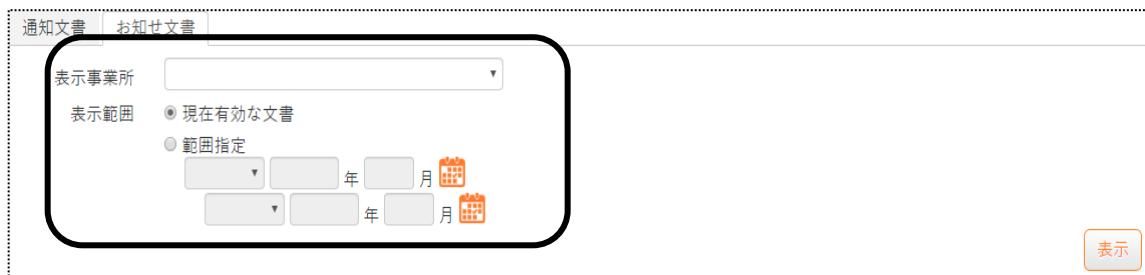 通知文書 お知せ文書
表示事業所
表示範囲 現在有効な文書
範囲指定
年 月
年 月
表示